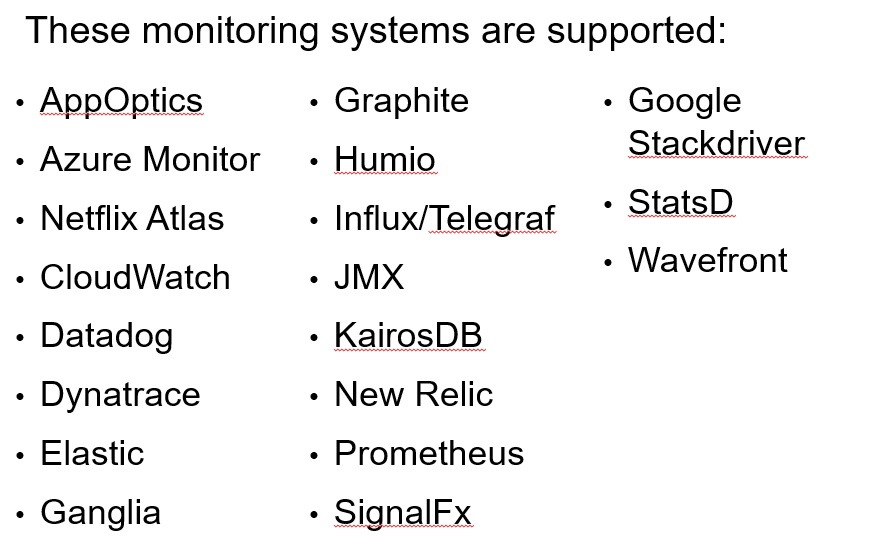 These monitoring systems are supported:
• AppOptics
• Azure Monitor
• Netflix Atlas
• CloudWatch
• Datadog
• Dynatrace
• Elastic
• Ganglia
• Graphite
• Humio
• Influx/Telegraf
• JMX
• KairosDB
• New Relic
• Prometheus
• SignalFx
• Google
Stackdriver
• StatsD
• Wavefront